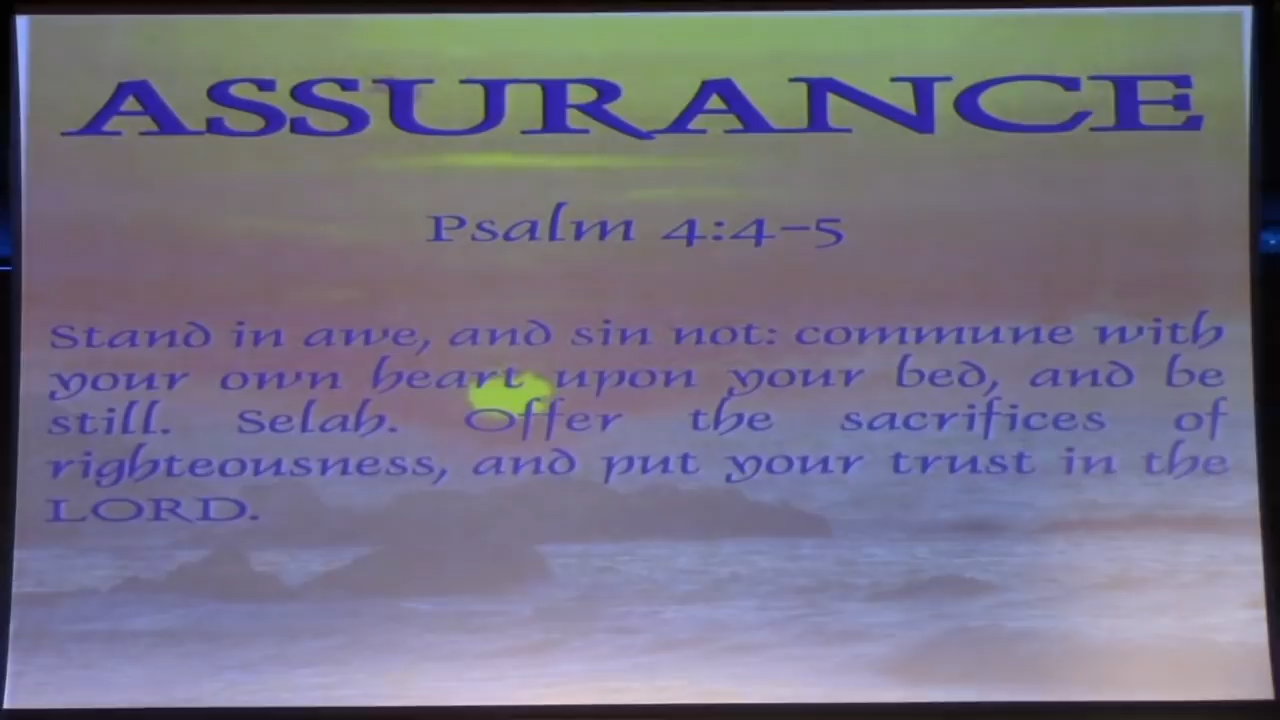 ASSURANCE
Psalm 4:4-5
Stand in awe, and sin not: commune with
your own heart upon your bed, and be
still. Selah. Offer the sacrifices of
righteousness, and put your trust in the
LORD.